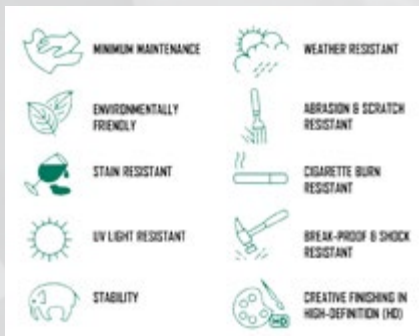 MINIMUM MAINTENANCE
WEATHER RESISTANT
ENVIRONMENTALLY
FRIENDLY
ABRASION & SCRATCH
RESISTANT
STAIN RESISTANT
CIGARETTE BURN
RESISTANT
UV LIGHT RESISTANT
BREAK-PROOF & SHOCK
RESISTANT
STABILITY
CREATIVE FINISHING IN
HIGH-DEFINITION (HD)
HD